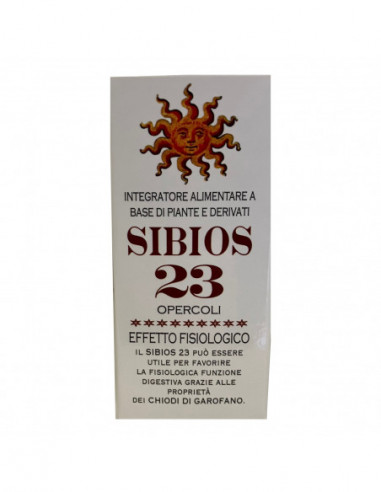 INTEGRATORE ALIMENTARE A
BASE DI PIANTE E DERIVATI
SIBIOS
23
OPERCOLI
EFFETTO FISIOLOGICO
IL SIBIOS 23 PUÒ ESSERE
UTILE PER FAVORIRE
LA FISIOLOGICA FUNZIONE
DIGESTIVA GRAZIE ALLE
PROPRIETÀ
DEI CHIODI DI GAROFANO.